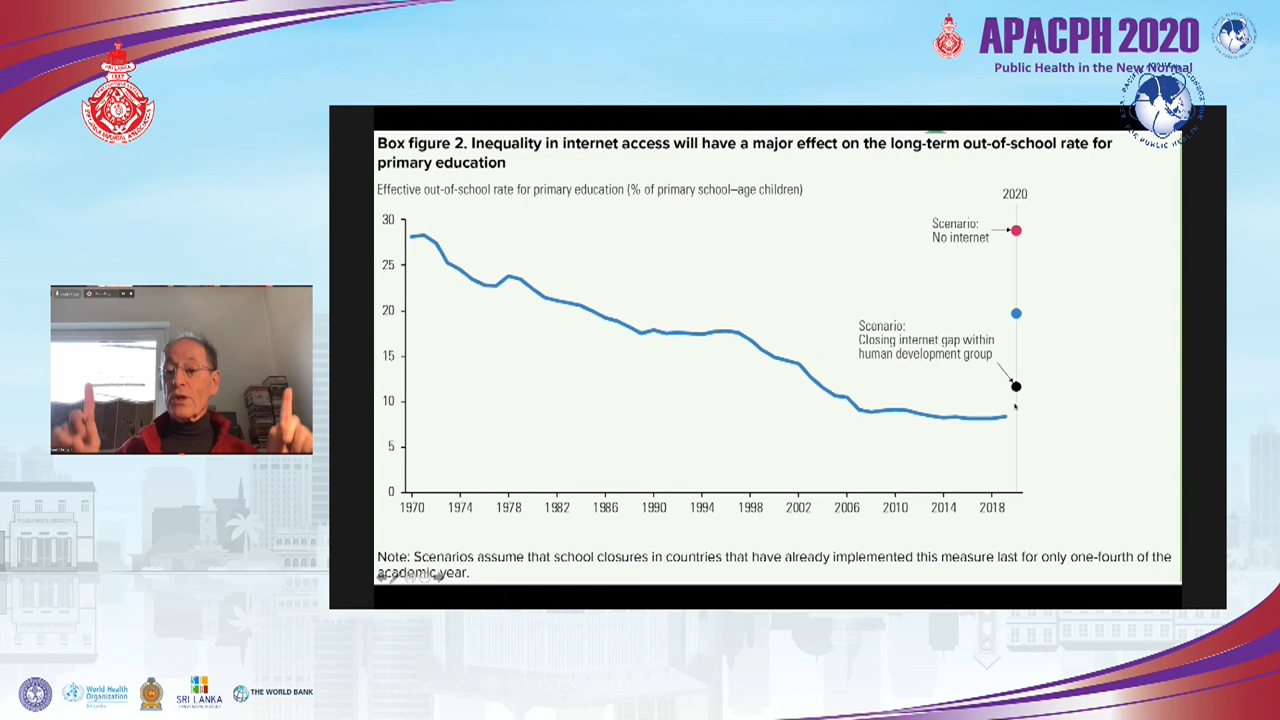 APACPH 2020
Public Health in the New Normal
SRI LANKA
1887
Box figure 2. Inequality in internet access will have a major effect on the long-term out-of-school rate for
primary education
Effective out-of-school rate for primary education (% of primary school–age children)
2020
30
Scenario:
No internet
25
20
Scenario:
Closing internet gap within
human development group
15
10
5
0
1970 1974 1978 1982 1986 1990 1994 1998 2002 2006 2010 2014 2018
Note: Scenarios assume that school closures in countries that have already implemented this measure last for only one-fourth of the
academic year.
World Health
Organization
Sri Lanka
SRI LANKA
THE WORLD BANK